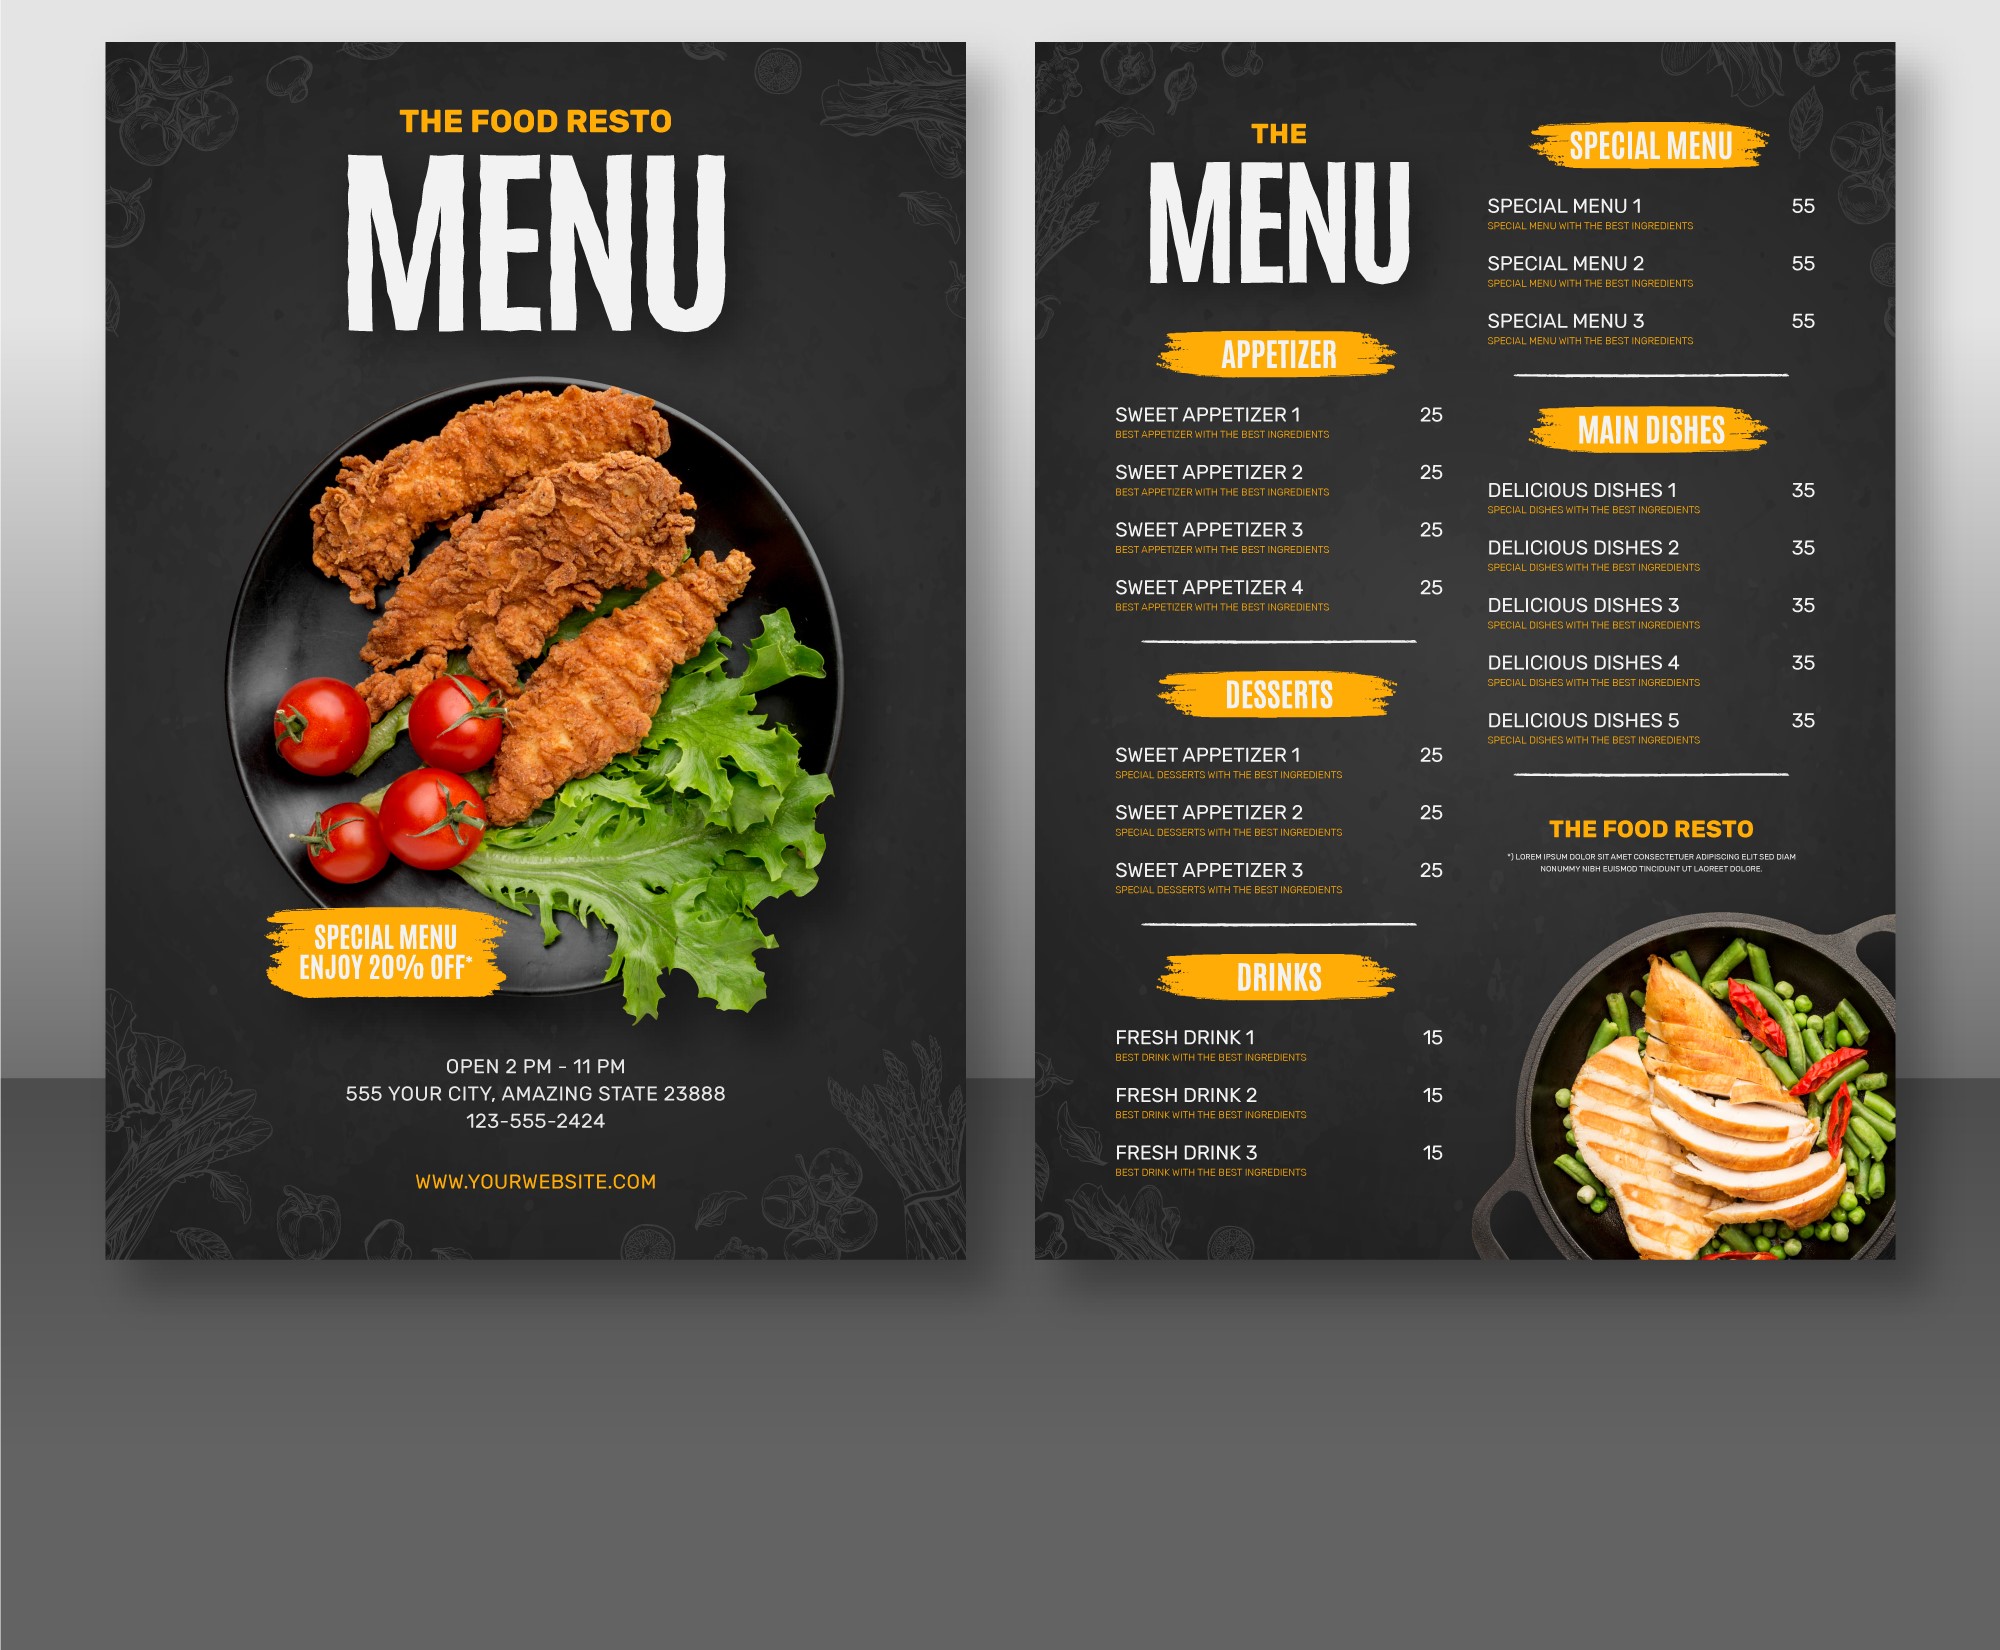 THE FOOD RESTO
MENU
SPECIAL MENU
ENJOY 20% OFF*
OPEN 2 PM - 11 PM
555 YOUR CITY, AMAZING STATE 23888
123-555-2424
WWW.YOURWEBSITE.COM
THE
MENU
APPETIZER
SWEET APPETIZER 1 25
BEST APPETIZER WITH THE BEST INGREDIENTS
SWEET APPETIZER 2 25
BEST APPETIZER WITH THE BEST INGREDIENTS
SWEET APPETIZER 3 25
BEST APPETIZER WITH THE BEST INGREDIENTS
SWEET APPETIZER 4 25
BEST APPETIZER WITH THE BEST INGREDIENTS
DESSERTS
SWEET APPETIZER 1 25
SPECIAL DESSERTS WITH THE BEST INGREDIENTS
SWEET APPETIZER 2 25
SPECIAL DESSERTS WITH THE BEST INGREDIENTS
SWEET APPETIZER 3 25
SPECIAL DESSERTS WITH THE BEST INGREDIENTS
DRINKS
FRESH DRINK 1 15
BEST DRINK WITH THE BEST INGREDIENTS
FRESH DRINK 2 15
BEST DRINK WITH THE BEST INGREDIENTS
FRESH DRINK 3 15
BEST DRINK WITH THE BEST INGREDIENTS
SPECIAL MENU
SPECIAL MENU 1 55
SPECIAL MENU WITH THE BEST INGREDIENTS
SPECIAL MENU 2 55
SPECIAL MENU WITH THE BEST INGREDIENTS
SPECIAL MENU 3 55
SPECIAL MENU WITH THE BEST INGREDIENTS
MAIN DISHES
DELICIOUS DISHES 1 35
SPECIAL DISHES WITH THE BEST INGREDIENTS
DELICIOUS DISHES 2 35
SPECIAL DISHES WITH THE BEST INGREDIENTS
DELICIOUS DISHES 3 35
SPECIAL DISHES WITH THE BEST INGREDIENTS
DELICIOUS DISHES 4 35
SPECIAL DISHES WITH THE BEST INGREDIENTS
DELICIOUS DISHES 5 35
SPECIAL DISHES WITH THE BEST INGREDIENTS
THE FOOD RESTO
*) LOREM IPSUM DOLOR SIT AMET CONSECTETUER ADIPISCING ELIT SED DIAM
NONUMMY NIBH EUISMOD TINCIDUNT UT LAOREET DOLORE.